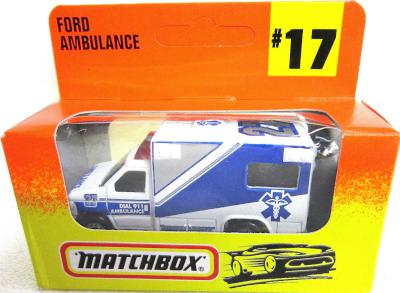 FORD
AMBULANCE
#17
DIAL 911
AMBULANCE
MATCHBOX®